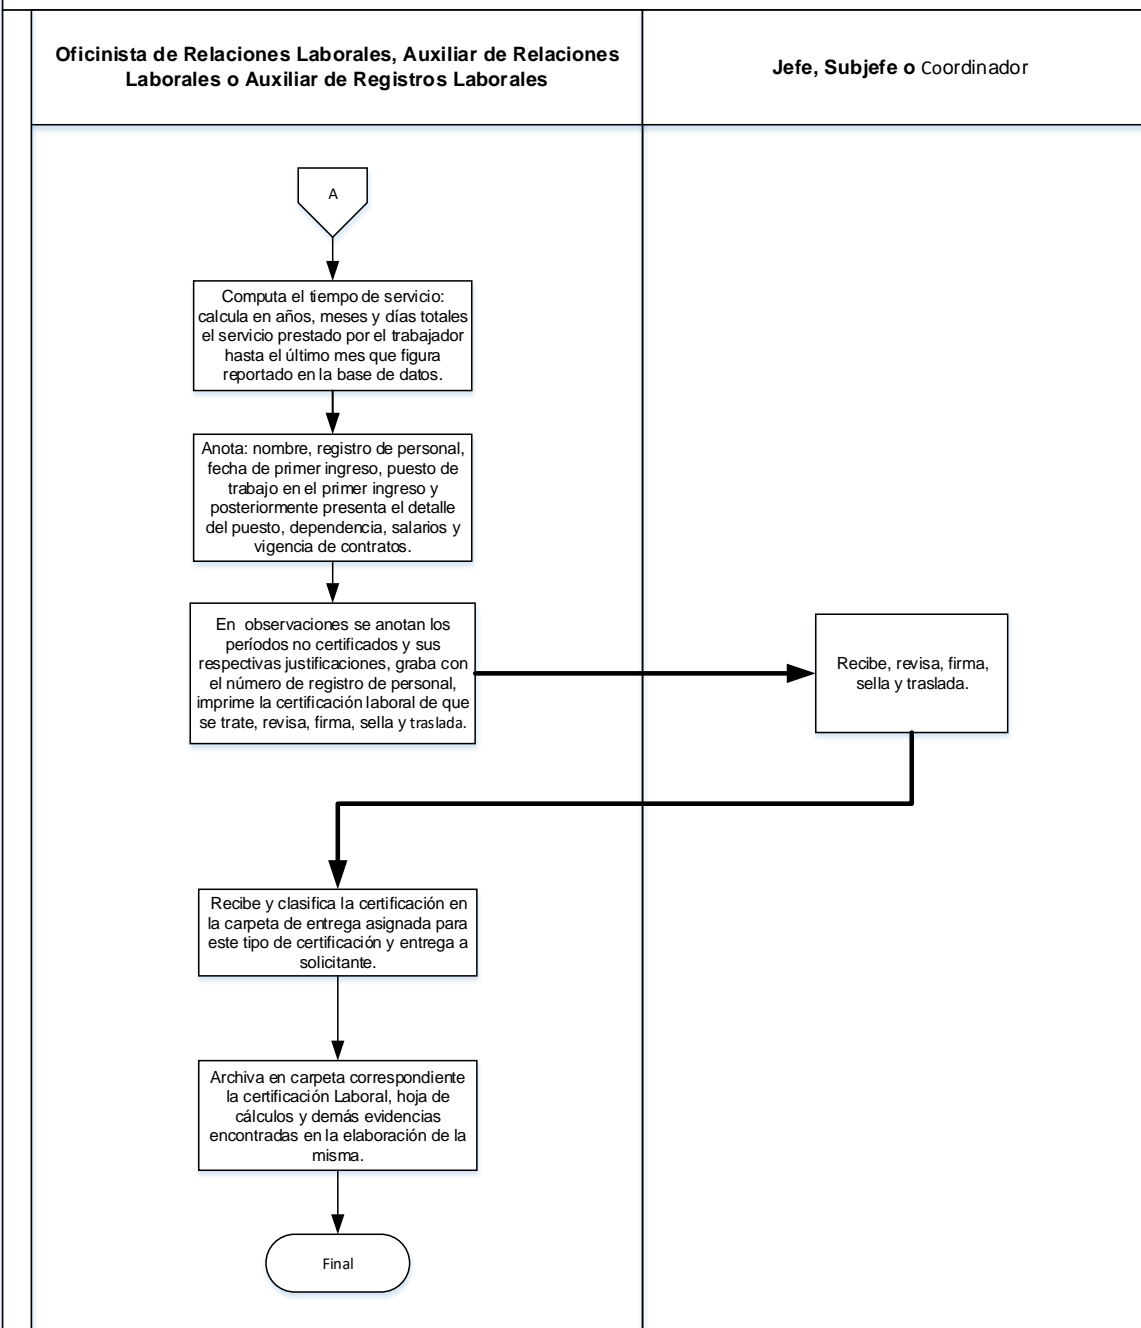 Oficinista de Relaciones Laborales, Auxiliar de Relaciones
Laborales o Auxiliar de Registros Laborales
Jefe, Subjefe o Coordinador
A
Computa el tiempo de servicio:
calcula en años, meses y días totales
el servicio prestado por el trabajador
hasta el último mes que figura
reportado en la base de datos.
Anota: nombre, registro de personal,
fecha de primer ingreso, puesto de
trabajo en el primer ingreso y
posteriormente presenta el detalle
del puesto, dependencia, salarios y
vigencia de contratos.
En observaciones se anotan los
períodos no certificados y sus
respectivas justificaciones, graba con
el número de registro de personal,
imprime la certificación laboral de que
se trate, revisa, firma, sella y traslada.
Recibe, revisa, firma,
sella y traslada.
Recibe y clasifica la certificación en
la carpeta de entrega asignada para
este tipo de certificación y entrega a
solicitante.
Archiva en carpeta correspondiente
la certificación Laboral, hoja de
cálculos y demás evidencias
encontradas en la elaboración de la
misma.
Final